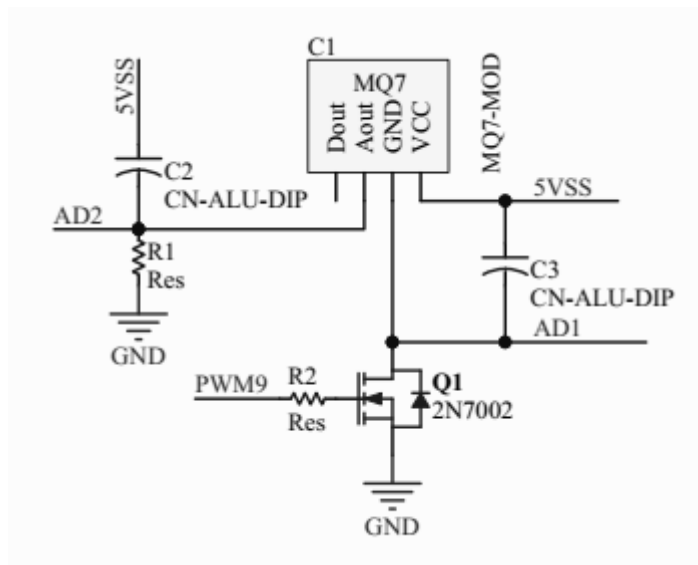 C1
MQ7
Dout
Aout
GND
VCC
MQ7-MOD
5VSS
C2
CN-ALU-DIP
AD2
R1
Res
GND
5VSS
C3
CN-ALU-DIP
AD1
PWM9
R2
Res
Q1
2N7002
GND